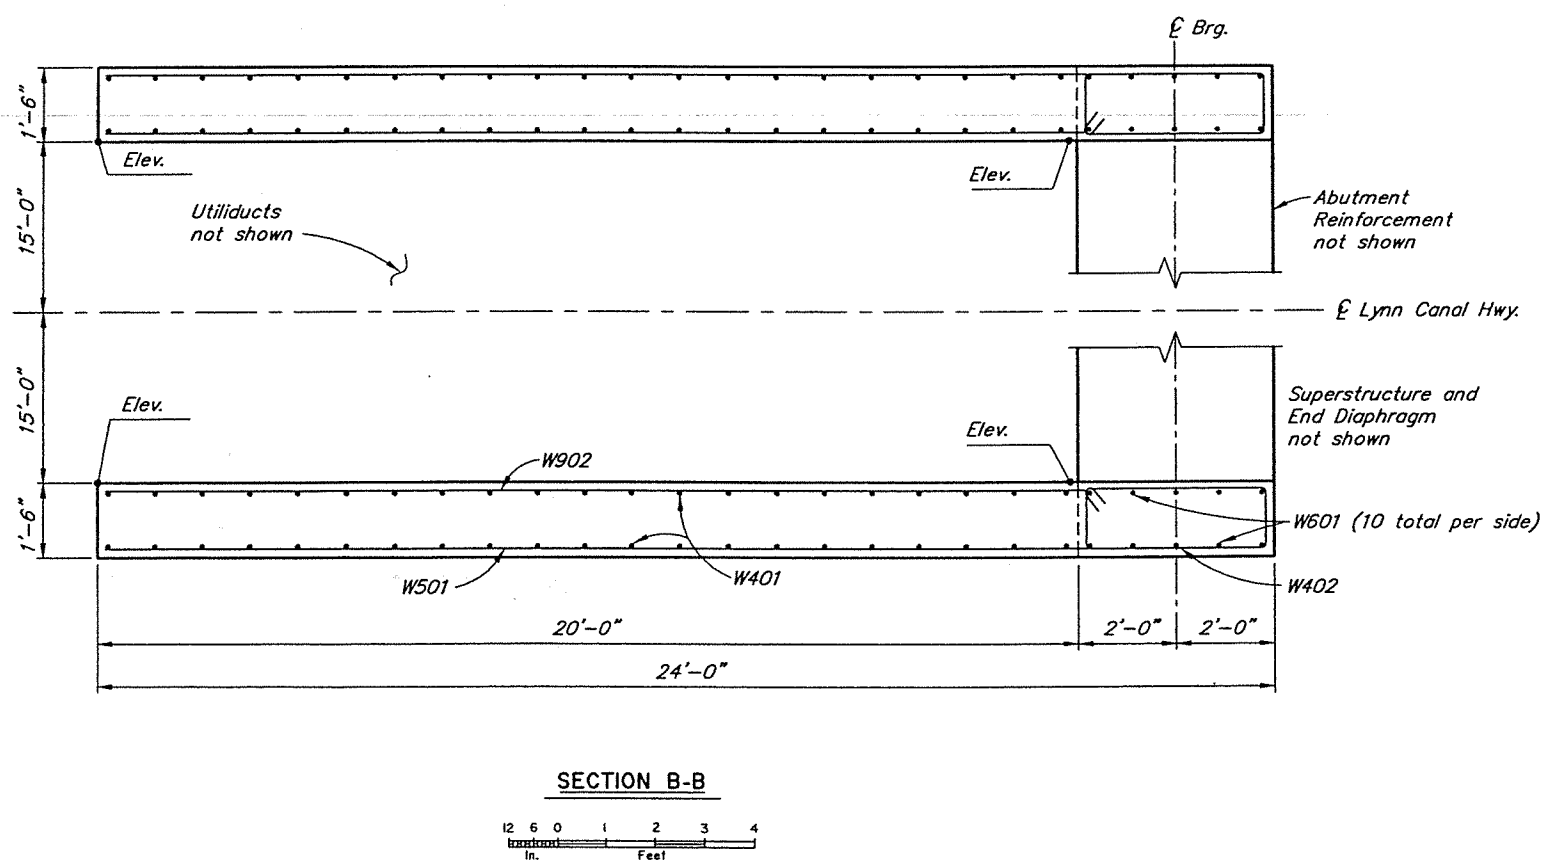 ℄ Brg.
1'-6"
Elev.
Elev.
Utiliducts
not shown
15'-0"
Abutment
Reinforcement
not shown
℄ Lynn Canal Hwy.
15'-0"
Elev.
Superstructure and
End Diaphragm
not shown
Elev.
W902
1'-6"
W601 (10 total per side)
W501
W401
W402
20'-0"
2'-0"
2'-0"
24'-0"
SECTION B-B
12 6 0 1 2 3 4
In. Feet